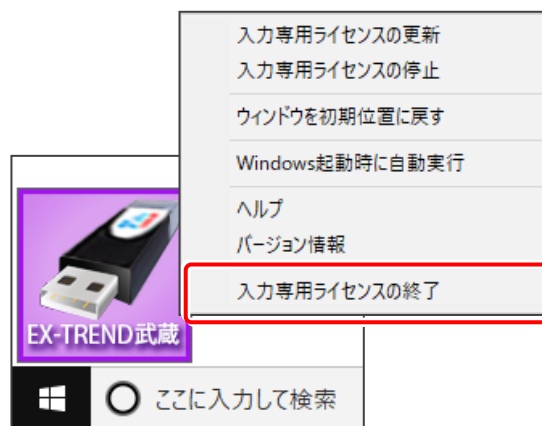 入力専用ライセンスの更新
入力専用ライセンスの停止
ウィンドウを初期位置に戻す
Windows起動時に自動実行
ヘルプ
バージョン情報
入力専用ライセンスの終了
EX-TREND武蔵
ここに入力して検索